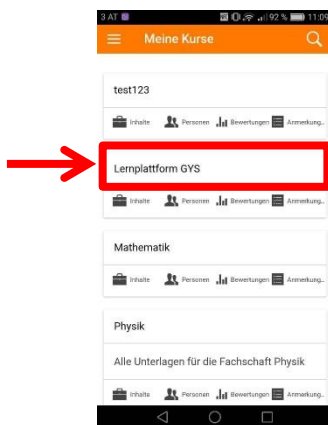 3 AT 92 % 11:09
Meine Kurse
test123
Inhalte Personen Bewertungen Anmerkung..
Lernplattform GYS
Inhalte Personen Bewertungen Anmerkung..
Mathematik
Inhalte Personen Bewertungen Anmerkung..
Physik
Alle Unterlagen für die Fachschaft Physik
Inhalte Personen Bewertungen Anmerkung..